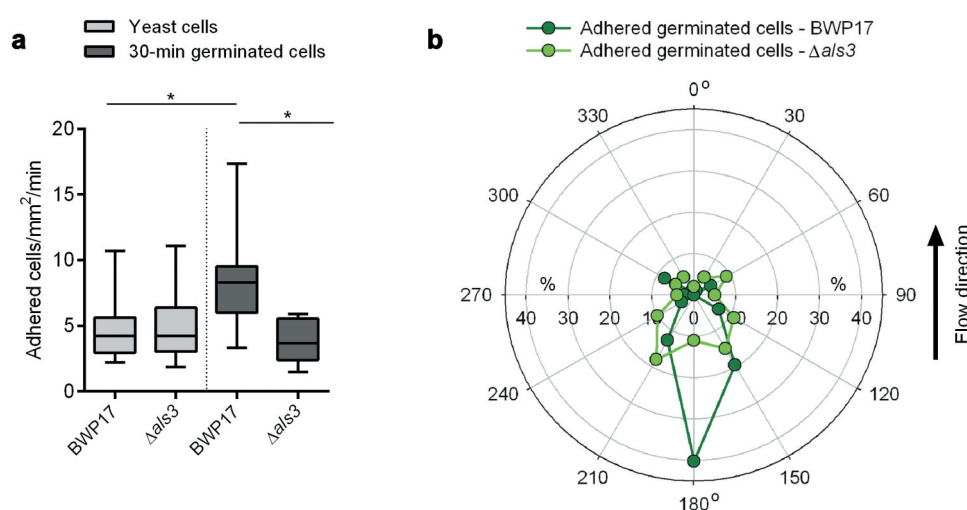 a
Yeast cells
30-min germinated cells
*
*
Adhered cells/mm²/min
20
15
10
5
0
BWP17
Δals3
BWP17
Δals3
b
Adhered germinated cells - BWP17
Adhered germinated cells - Δals3
0°
330
30
300
60
%
%
270
40 30 20 10 0 10 20 30 40
90
240
120
210
150
180°
Flow direction